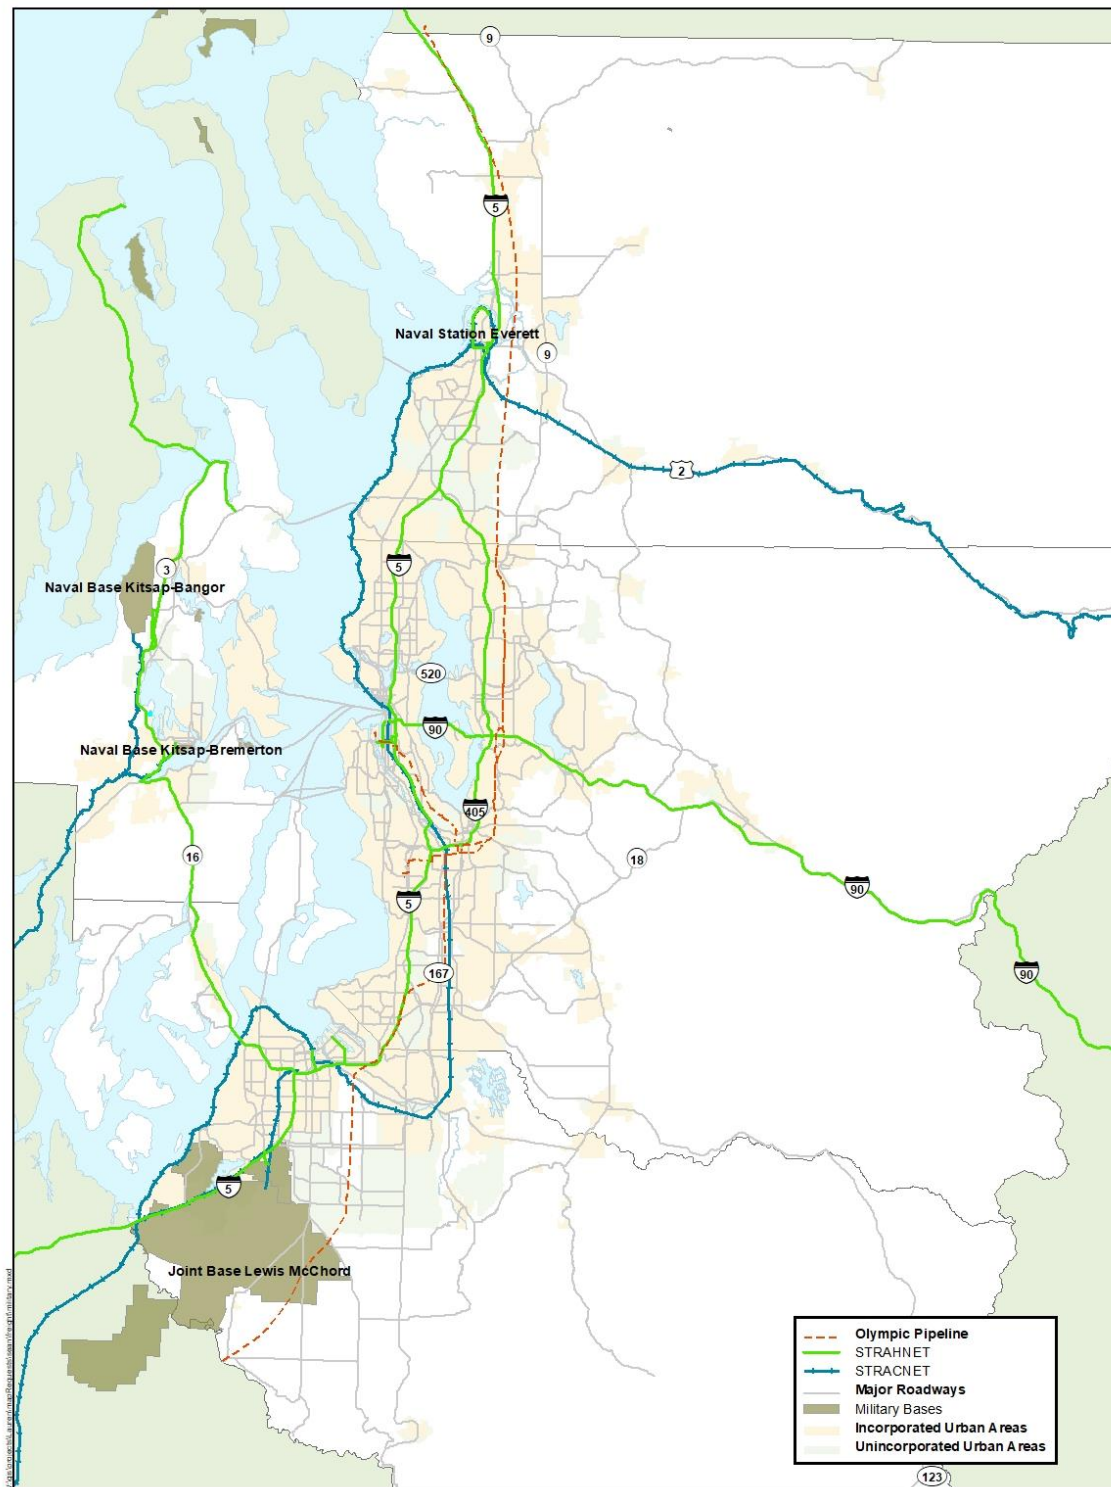 9
5
Naval Station Everett
9
2
5
3
Naval Base Kitsap-Bangor
520
90
Naval Base Kitsap-Bremerton
405
16
18
90
5
167
90
5
Joint Base Lewis McChord
Olympic Pipeline
STRAHNET
STRACNET
Major Roadways
Military Bases
Incorporated Urban Areas
Unincorporated Urban Areas
123